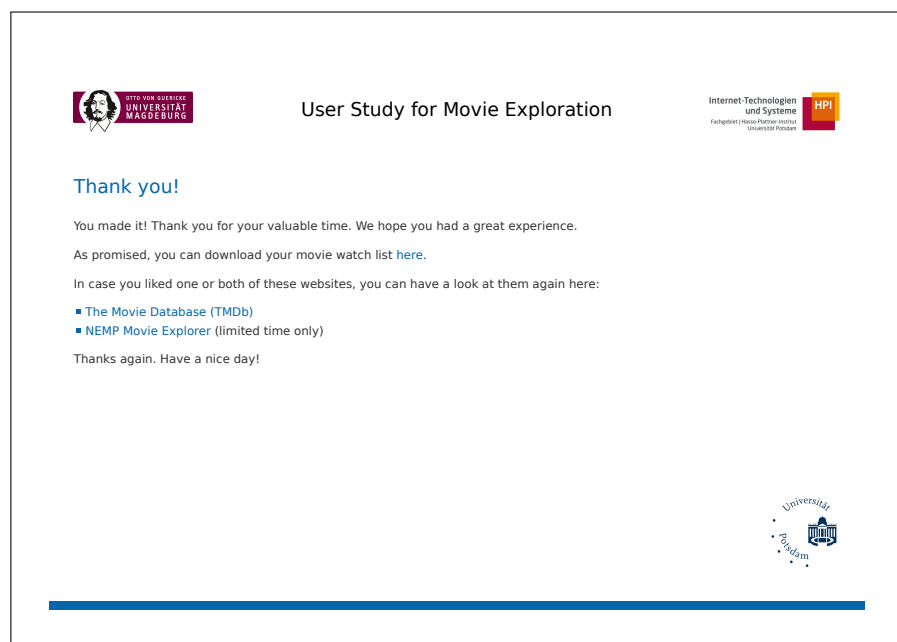 OTTO VON GUERICKE
UNIVERSITÄT
MAGDEBURG
User Study for Movie Exploration
Internet-Technologien
und Systeme
Fachgebiet | Hasso-Plattner-Institut
Universität Potsdam
HPI
Thank you!
You made it! Thank you for your valuable time. We hope you had a great experience.
As promised, you can download your movie watch list here.
In case you liked one or both of these websites, you can have a look at them again here:
The Movie Database (TMDb)
NEMP Movie Explorer (limited time only)
Thanks again. Have a nice day!
Universität
Potsdam